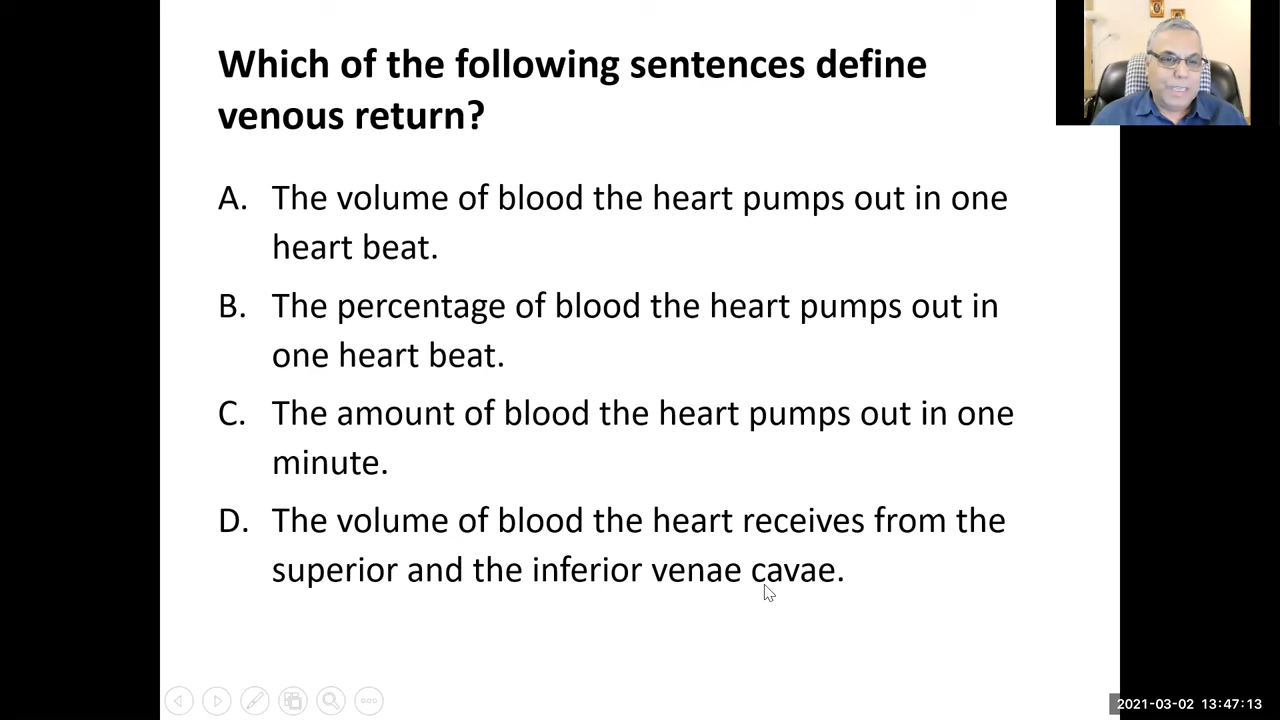 Which of the following sentences define
venous return?
A. The volume of blood the heart pumps out in one
heart beat.
B. The percentage of blood the heart pumps out in
one heart beat.
C. The amount of blood the heart pumps out in one
minute.
D. The volume of blood the heart receives from the
superior and the inferior venae cavae.
2021-03-02 13:47:13